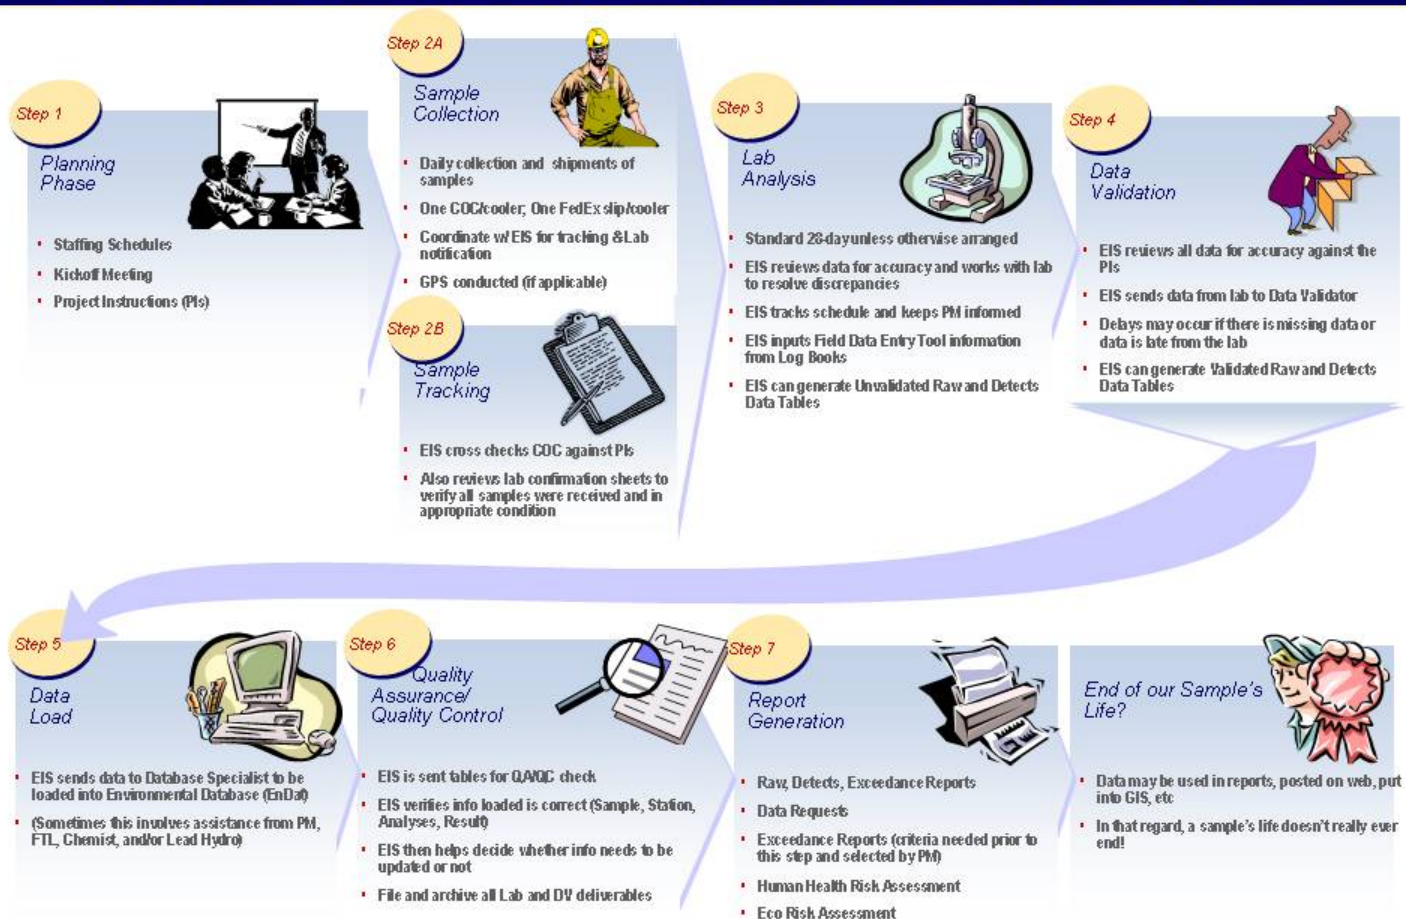 Step 1
Planning
Phase
Staffing Schedules
Kickoff Meeting
Project Instructions (PIs)
Step 2A
Sample
Collection
Daily collection and shipments of
samples
One COC/cooler; One FedEx slip/cooler
Coordinate w/ EIS for tracking & Lab
notification
GPS conducted (if applicable)
Step 2B
Sample
Tracking
EIS cross checks COC against PIs
Also reviews lab confirmation sheets to
verify all samples were received and in
appropriate condition
Step 3
Lab
Analysis
Standard 28-day unless otherwise arranged
EIS reviews data for accuracy and works with lab
to resolve discrepancies
EIS tracks schedule and keeps PM informed
EIS inputs Field Data Entry Tool information
from Log Books
EIS can generate Unvalidated Raw and Detects
Data Tables
Step 4
Data
Validation
EIS reviews all data for accuracy against the
PIs
EIS sends data from lab to Data Validator
Delays may occur if there is missing data or
data is late from the lab
EIS can generate Validated Raw and Detects
Data Tables
Step 5
Data
Load
EIS sends data to Database Specialist to be
loaded into Environmental Database (EnDat)
(Sometimes this involves assistance from PM,
FTL, Chemist, and/or Lead Hydro)
Step 6
Quality
Assurance/
Quality Control
EIS is sent tables for QA/QC check
EIS verifies info loaded is correct (Sample, Station,
Analyses, Result)
EIS then helps decide whether info needs to be
updated or not
File and archive all Lab and DV deliverables
Step 7
Report
Generation
Raw, Detects, Exceedance Reports
Data Requests
Exceedance Reports (criteria needed prior to
this step and selected by PM)
Human Health Risk Assessment
Eco Risk Assessment
End of our Sample's
Life?
Data may be used in reports, posted on web, put
into GIS, etc
In that regard, a sample's life doesn't really ever
end!